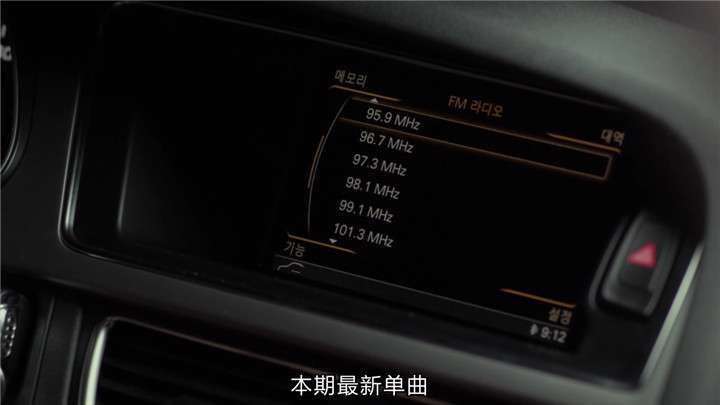 메모리
FM 라디오
대역
95.9 MHz
96.7 MHz
97.3 MHz
98.1 MHz
99.1 MHz
101.3 MHz
기능
설정
9:12
本期最新单曲